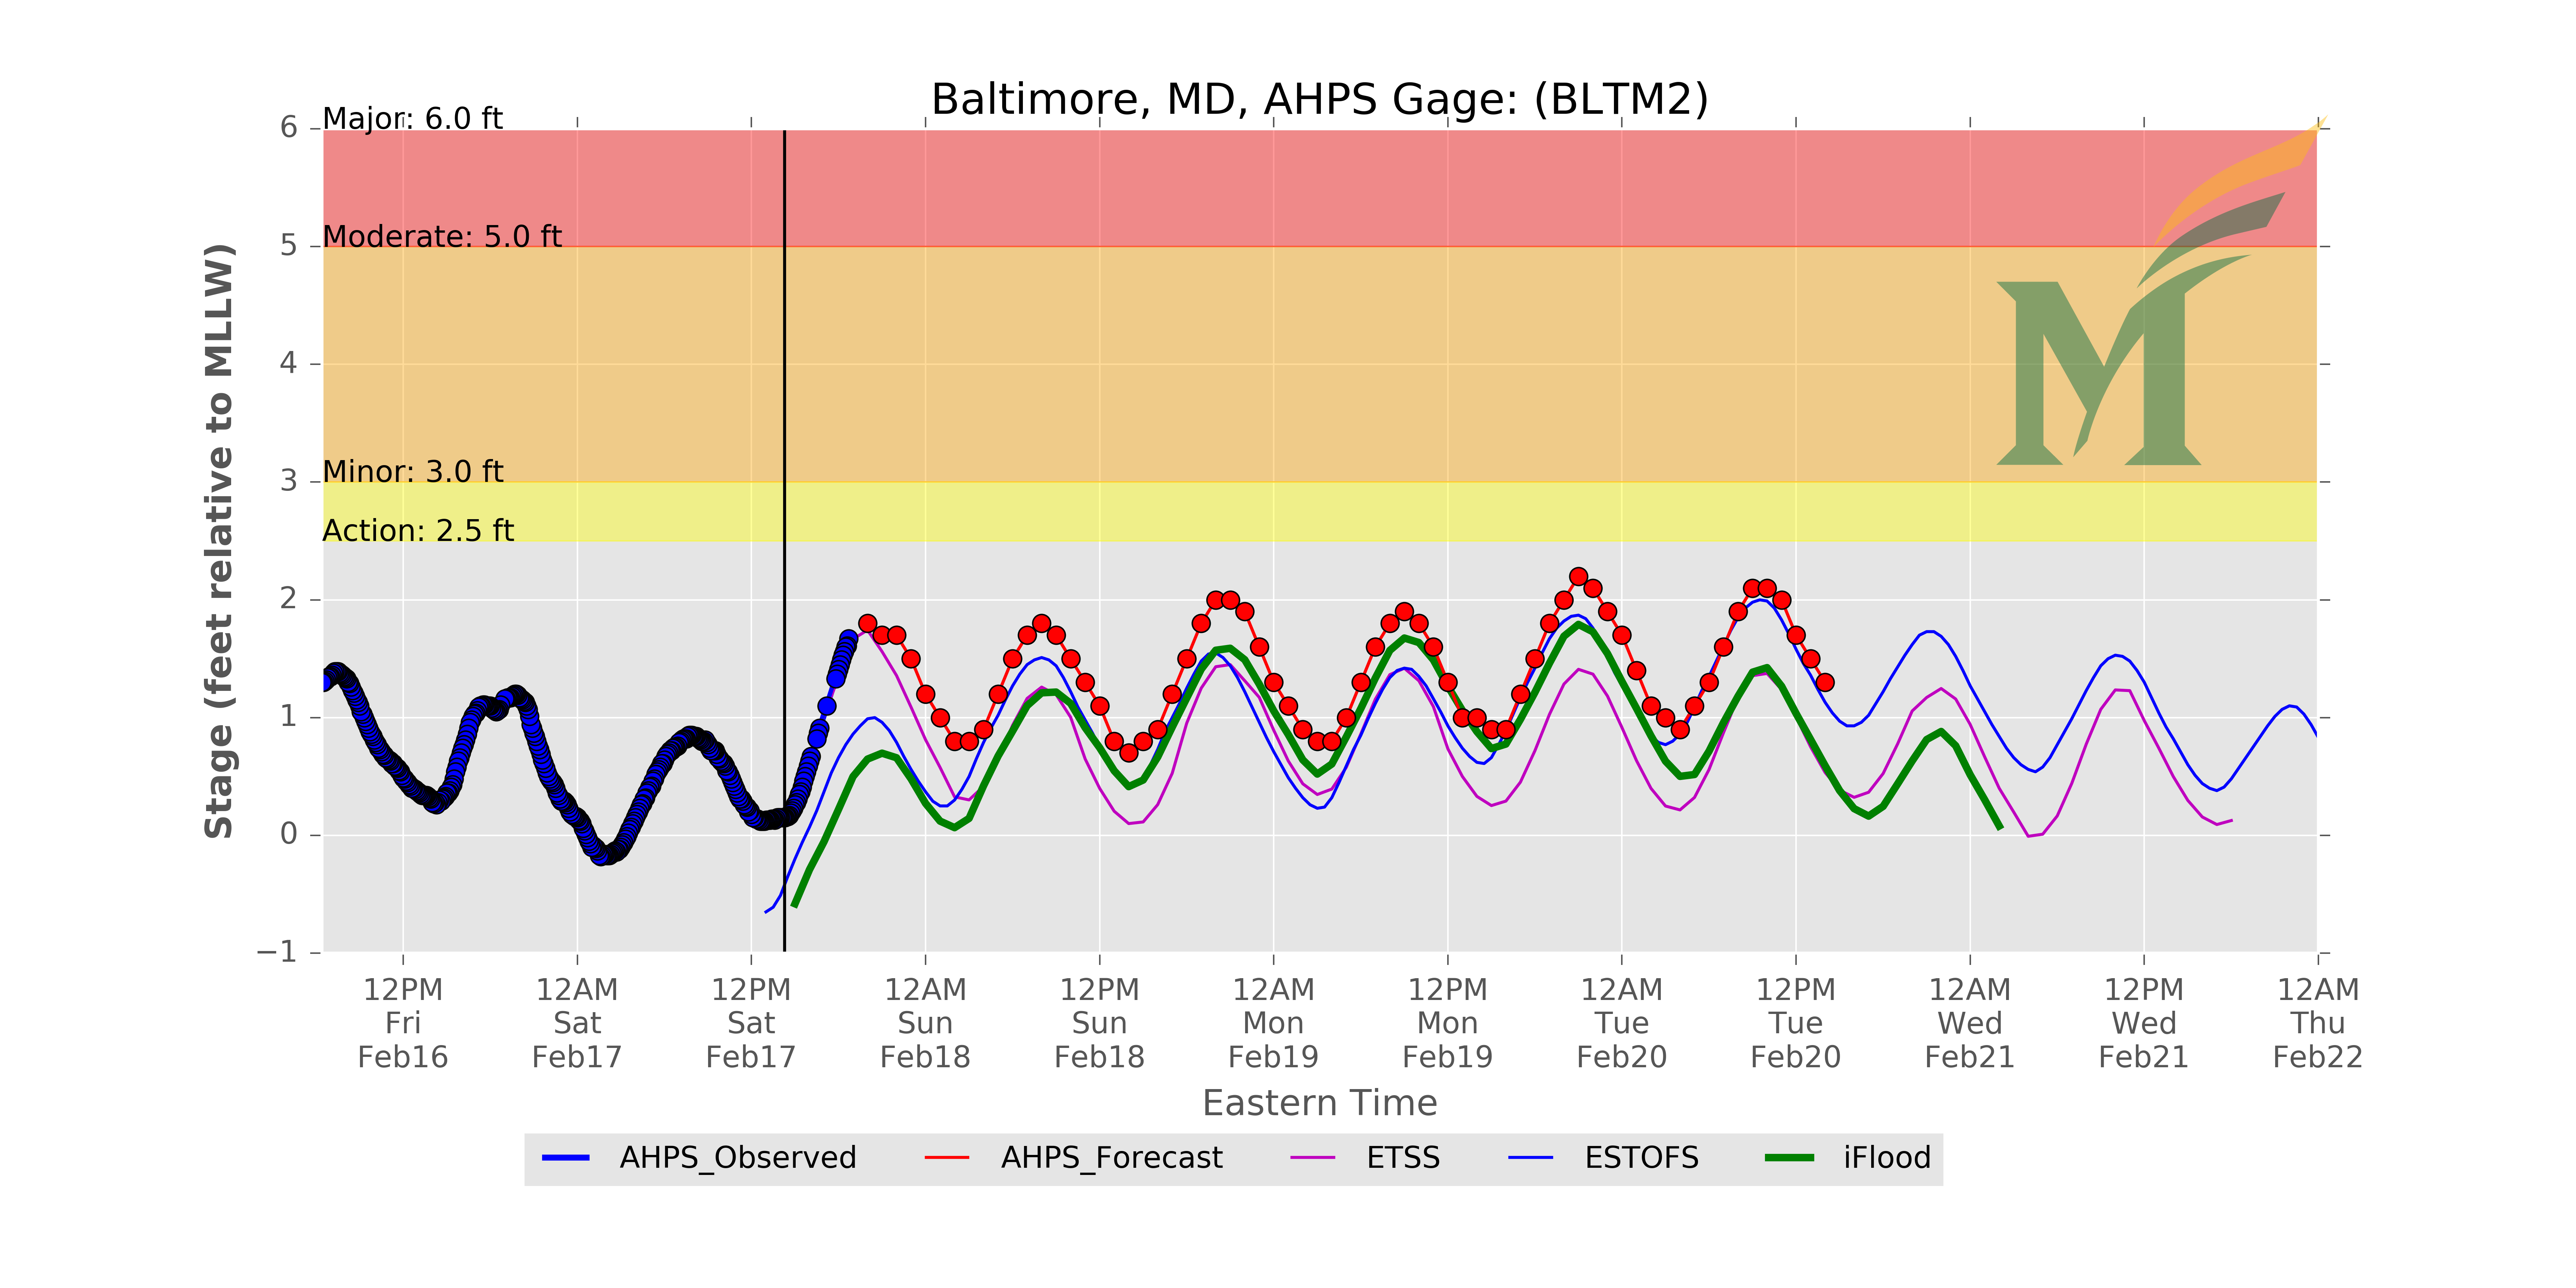 Baltimore, MD, AHPS Gage: (BLTM2)
Major: 6.0 ft
Moderate: 5.0 ft
Minor: 3.0 ft
Action: 2.5 ft
6
5
4
3
2
1
0
−1
Stage (feet relative to MLLW)
12PM Fri Feb16
12AM Sat Feb17
12PM Sat Feb17
12AM Sun Feb18
12PM Sun Feb18
12AM Mon Feb19
12PM Mon Feb19
12AM Tue Feb20
12PM Tue Feb20
12AM Wed Feb21
12PM Wed Feb21
12AM Thu Feb22
Eastern Time
AHPS_Observed
AHPS_Forecast
ETSS
ESTOFS
iFlood
M